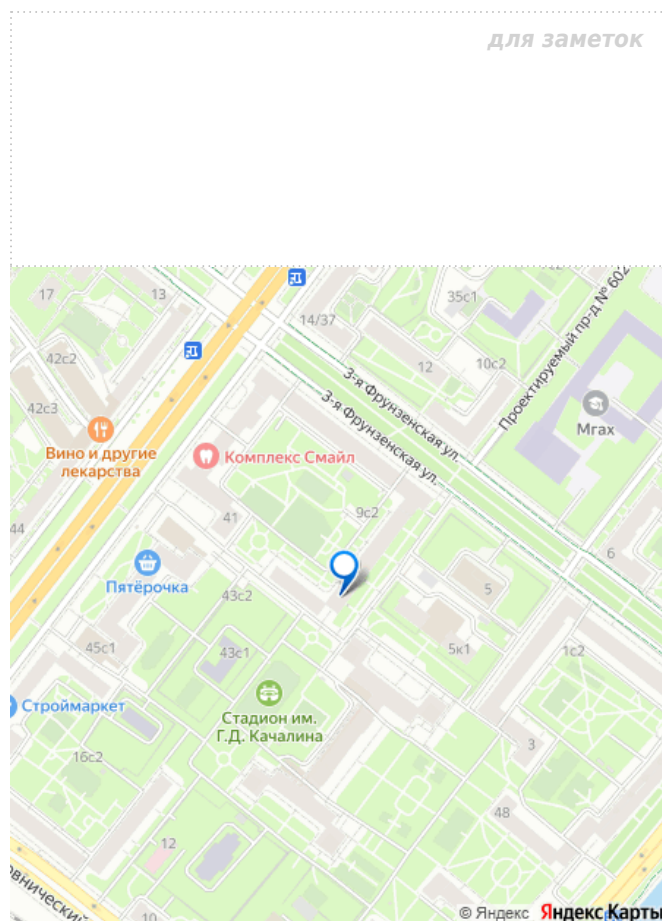 для заметок
17
13
14/37
35с1
Проектируемый пр-д № 602
42с2
12
10с2
42с3
3-я Фрунзенская ул.
3-я Фрунзенская ул.
Мгах
Вино и другие
лекарства
Комплекс Смайл
9с2
44
41
6
Пятёрочка
43с2
5
45с1
43с1
5к1
1с2
Строймаркет
Стадион им.
Г.Д. Качалина
3
16с2
48
12
10
овнический
© Яндекс Яндекс Карты